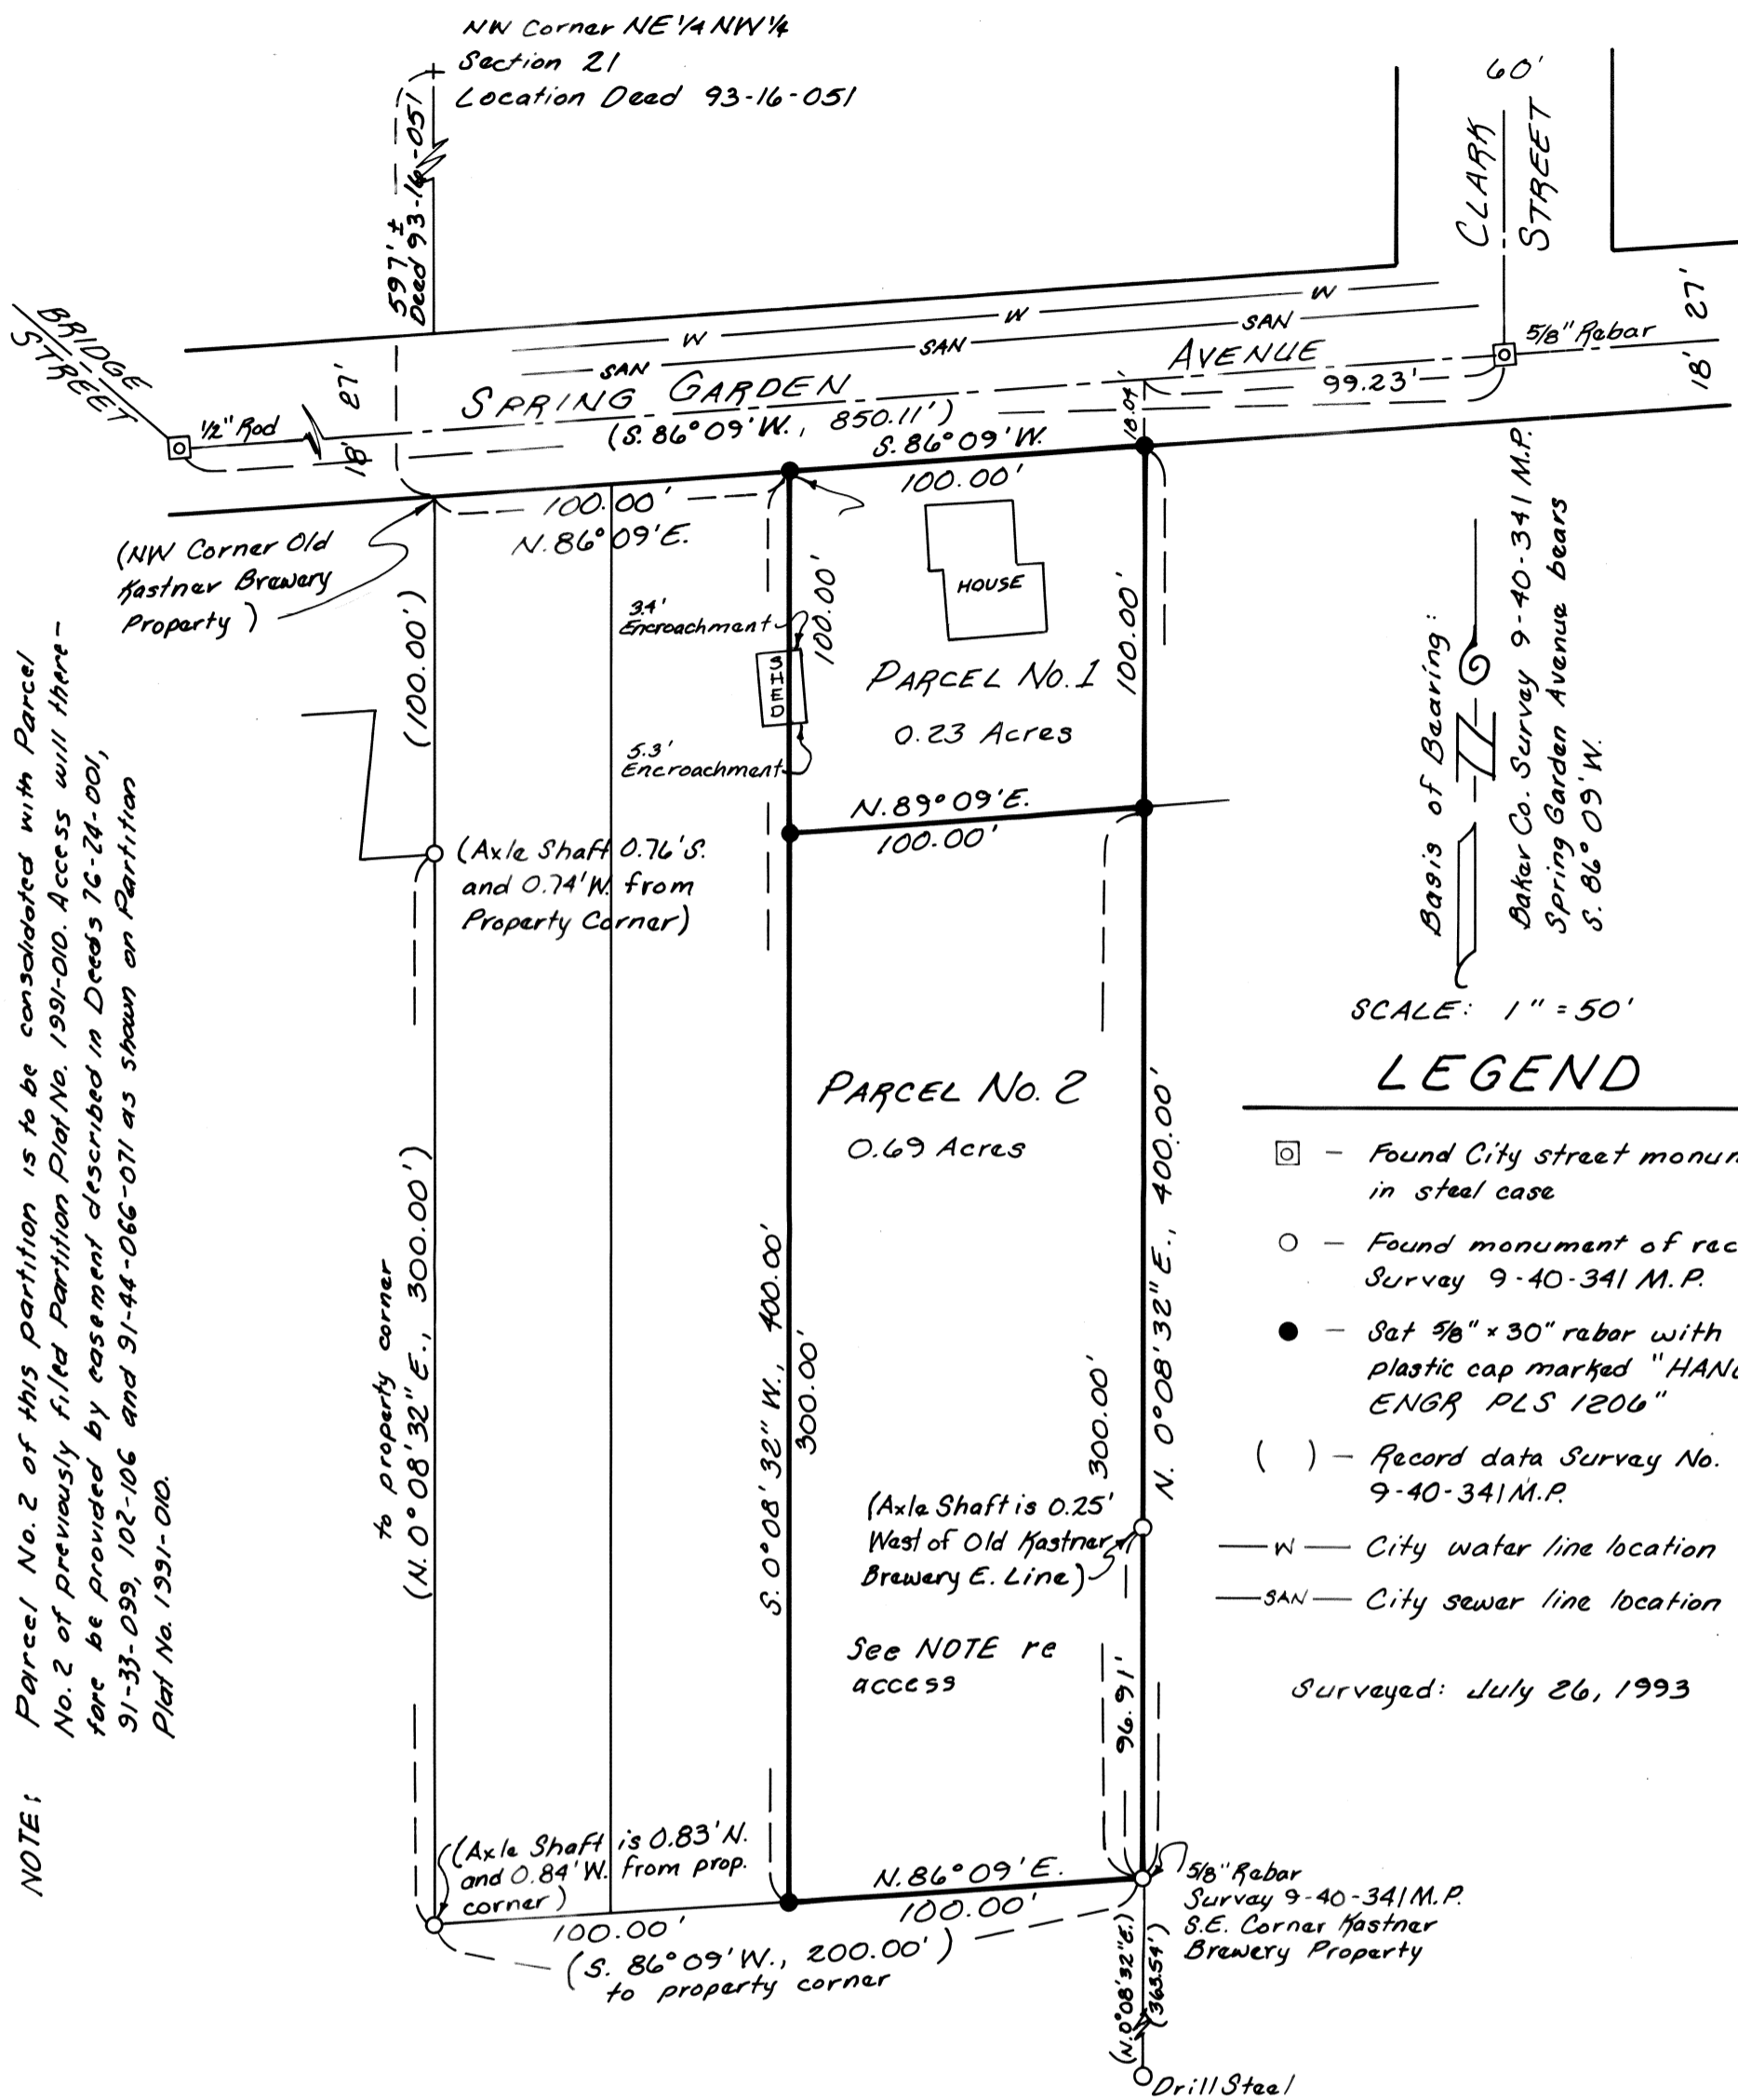 NW Corner NE 1/4 NW 1/4
Section 21
Location Deed 93-16-051
597' ±
Deed 93-16-051
60'
CLARK
STREET
BRIDGE
STREET
1/2" Rod
27'
18'
W
W
W
SAN
SAN
SAN
SPRING GARDEN AVENUE
(S. 86° 09' W., 850.11')
18.04'
99.23'
5/8" Rebar
27'
18'
S. 86° 09' W.
100.00'
100.00'
N. 86° 09' E.
(NW Corner Old
Kastner Brewery
Property )
(100.00')
3.4'
Encroachment
SHED
5.3'
Encroachment
100.00'
HOUSE
PARCEL No. 1
0.23 Acres
100.00'
N. 89° 09' E.
100.00'
(Axle Shaft 0.76' S.
and 0.74' W. from
Property Corner)
Basis of Bearing:
Baker Co. Survey 9-40-341 M.P.
Spring Garden Avenue bears
S. 86° 09' W.
SCALE: 1" = 50'
PARCEL No. 2
0.69 Acres
to property corner
(N. 0° 08' 32" E., 300.00')
S. 0° 08' 32" W., 400.00'
300.00'
300.00'
N. 0° 08' 32" E., 400.00'
(Axle Shaft is 0.25'
West of Old Kastner
Brewery E. Line)
See NOTE re
access
96.91'
(Axle Shaft is 0.83' N.
and 0.84' W. from prop.
corner)
N. 86° 09' E.
100.00'
100.00'
(S. 86° 09' W., 200.00')
to property corner
5/8" Rebar
Survey 9-40-341 M.P.
S.E. Corner Kastner
Brewery Property
(N. 0° 08' 32" E.)
(363.54')
Drill Steel
LEGEND
- Found City street monum
in steel case
- Found monument of rec
Survey 9-40-341 M.P.
- Set 5/8" x 30" rebar with
plastic cap marked "HAN
ENGR PLS 1206"
( ) - Record data Survey No.
9-40-341 M.P.
W City water line location
SAN City sewer line location
Surveyed: July 26, 1993
NOTE: Parcel No. 2 of this partition is to be consolidated with Parcel
No. 2 of previously filed Partition Plat No. 1991-010. Access will there-
fore be provided by easement described in Deeds 76-24-001,
91-33-099, 102-106 and 91-44-066-071 as shown on Partition
Plat No. 1991-010.